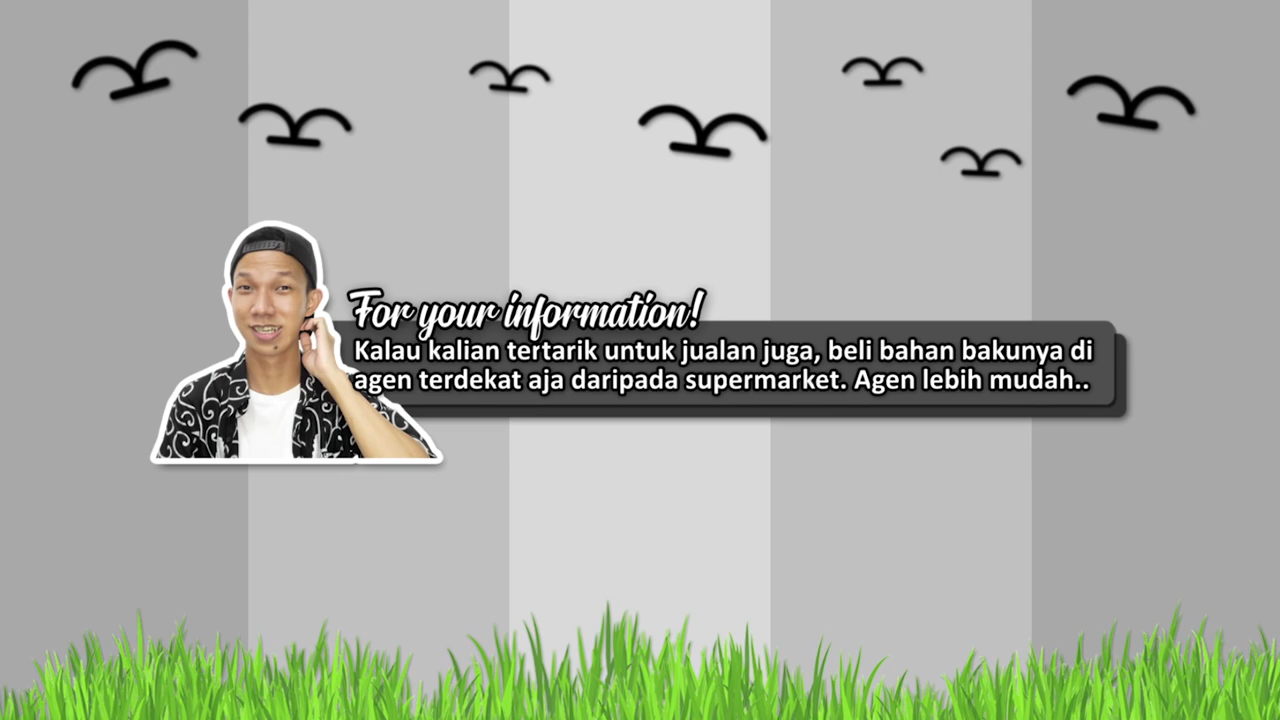 For your information!
Kalau kalian tertarik untuk jualan juga, beli bahan bakunya di
agen terdekat aja daripada supermarket. Agen lebih mudah..